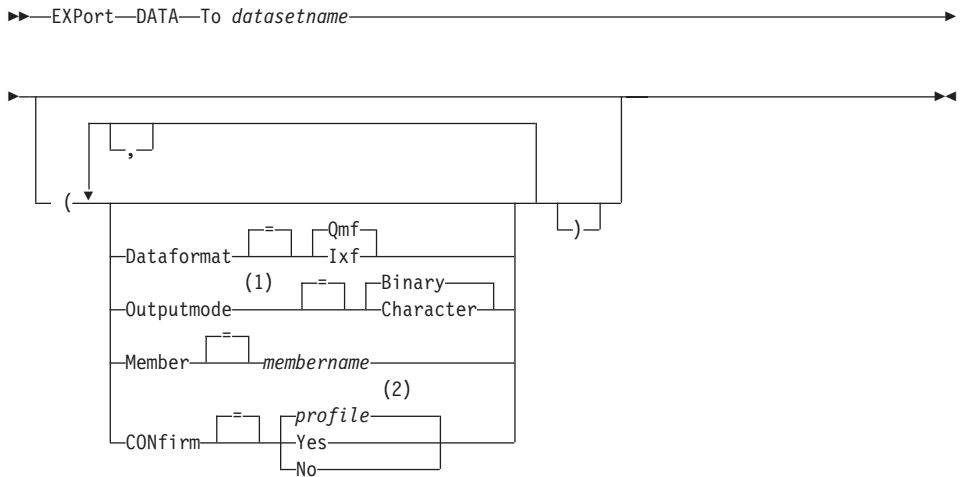 EXPort DATA To datasetname
,
(
)
= Qmf
Dataformat Ixf
(1) = Binary
Outputmode Character
=
Member membername
(2)
= profile
CONfirm Yes
No